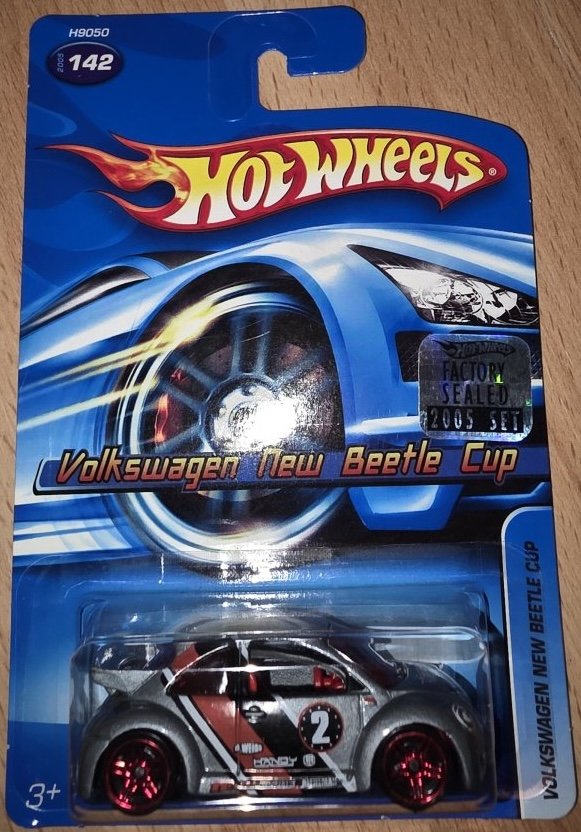 H9050
2005
142
HOT WHEELS®
Hot Wheels
FACTORY
SEALED
2005 SET
Volkswagen New Beetle Cup
VOLKSWAGEN NEW BEETLE CUP
2
HANDY
3+